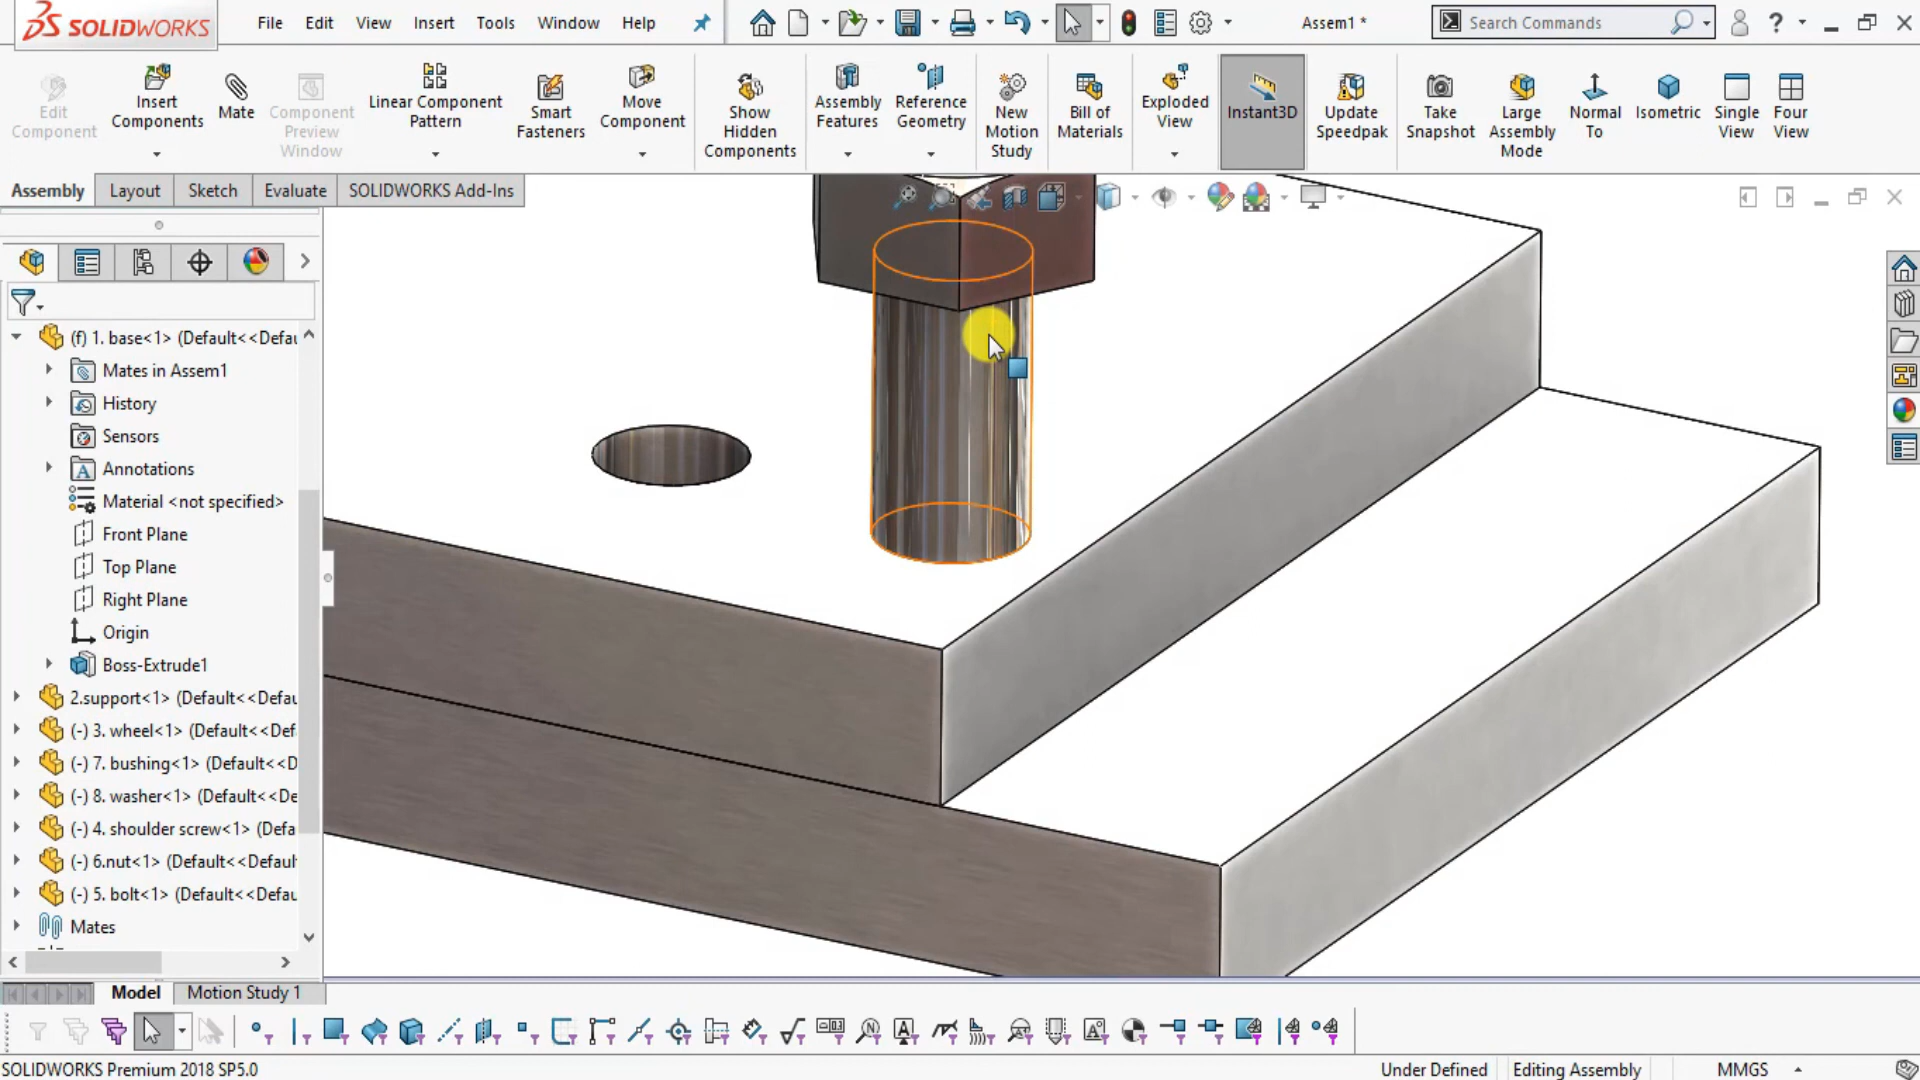 SOLIDWORKS
File Edit View Insert Tools Window Help
Assem1 *
Search Commands
?
Edit
Component
Insert
Components
Mate
Component
Preview
Window
Linear Component
Pattern
Smart
Fasteners
Move
Component
Show
Hidden
Components
Assembly
Features
Reference
Geometry
New
Motion
Study
Bill of
Materials
Exploded
View
Instant3D
Update
Speedpak
Take
Snapshot
Large
Assembly
Mode
Normal
To
Isometric
Single
View
Four
View
Assembly Layout Sketch Evaluate SOLIDWORKS Add-Ins
(f) 1. base<1> (Default<<Defau
Mates in Assem1
History
Sensors
Annotations
Material <not specified>
Front Plane
Top Plane
Right Plane
Origin
Boss-Extrude1
2.support<1> (Default<<Defau
(-) 3. wheel<1> (Default<<Def
(-) 7. bushing<1> (Default<<D
(-) 8. washer<1> (Default<<De
(-) 4. shoulder screw<1> (Defa
(-) 6.nut<1> (Default<<Default
(-) 5. bolt<1> (Default<<Defau
Mates
Model Motion Study 1
SOLIDWORKS Premium 2018 SP5.0
Under Defined Editing Assembly MMGS